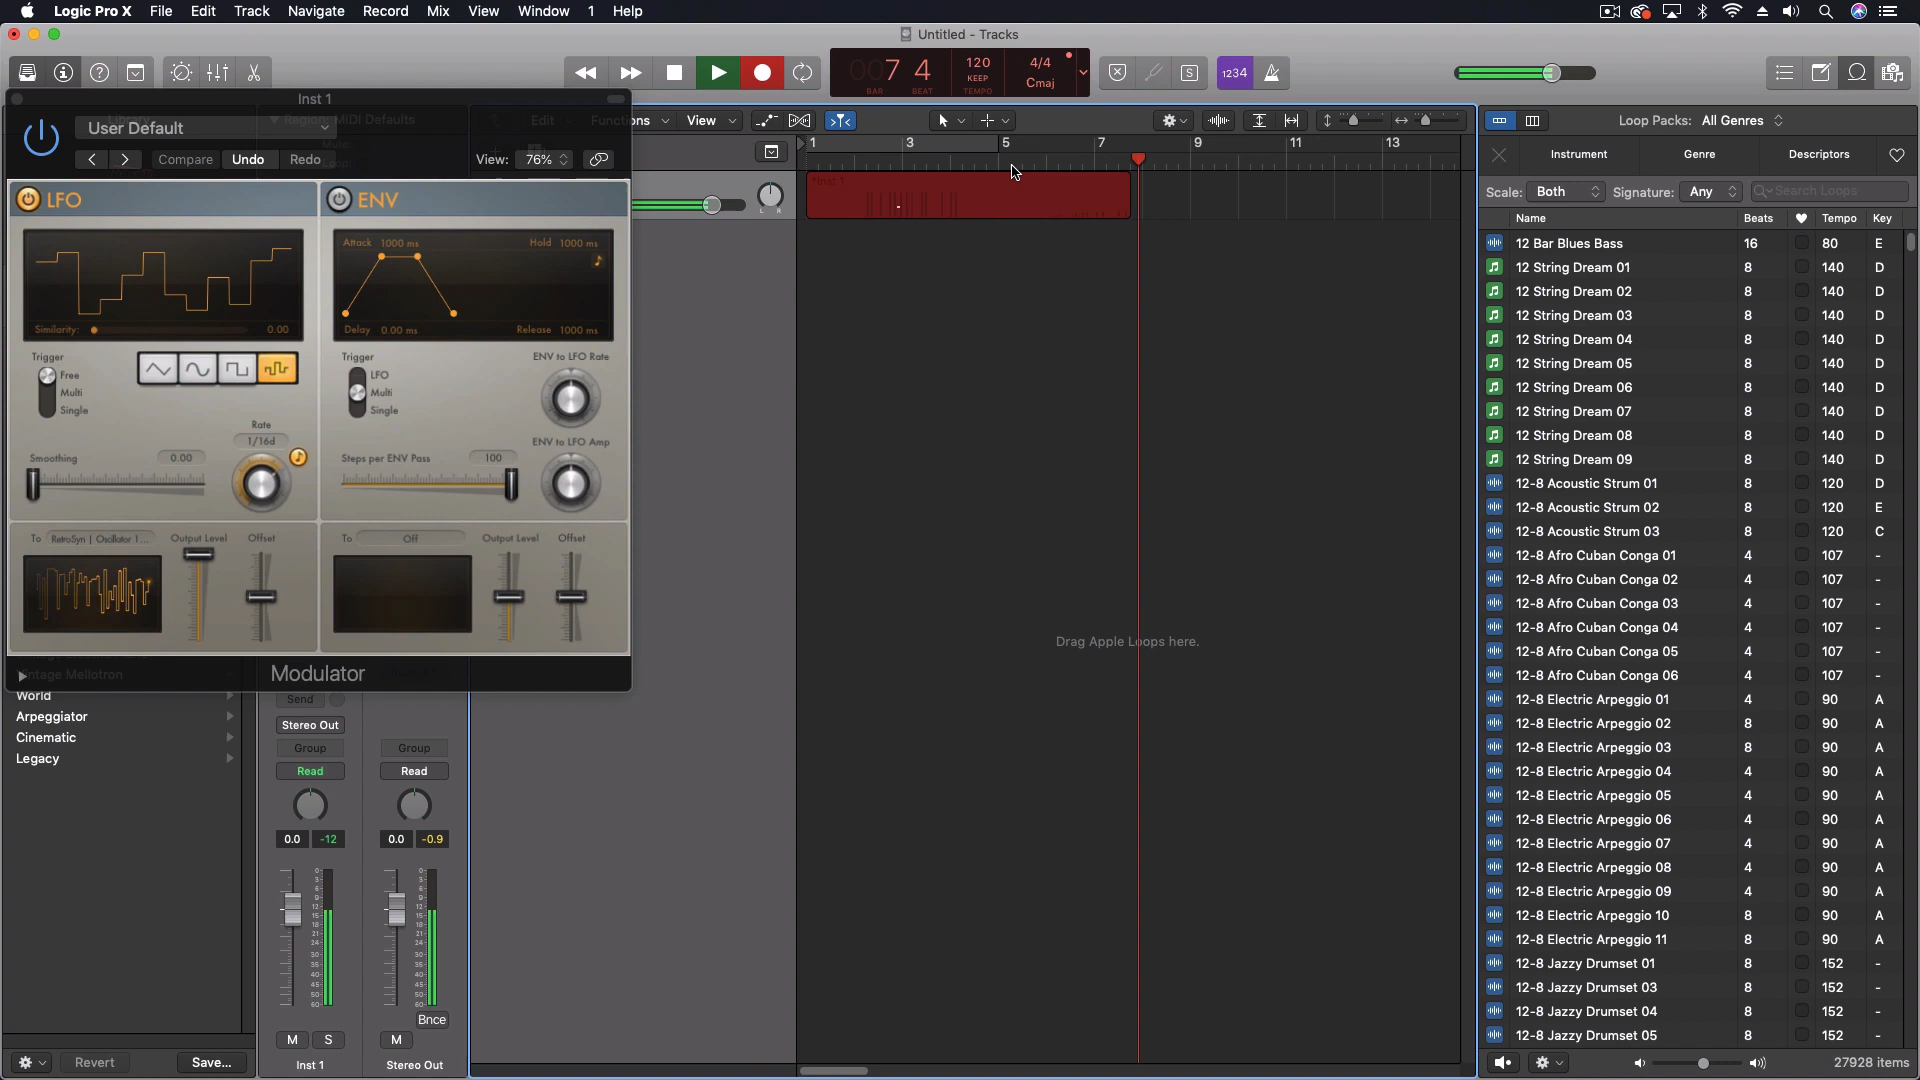 Logic Pro X File Edit Track Navigate Record Mix View Window 1 Help
Untitled - Tracks
007 4
BAR BEAT
120
KEEP
TEMPO
4/4
Cmaj
S
1234
Inst 1
User Default
Compare Undo Redo
View: 76%
LFO
ENV
Similarity: 0.00
Attack 1000 ms
Hold 1000 ms
Delay 0.00 ms
Release 1000 ms
Trigger
Free
Multi
Single
Rate
1/16d
Smoothing 0.00
Trigger
LFO
Multi
Single
ENV to LFO Rate
ENV to LFO Amp
Steps per ENV Pass 100
To RetroSyn | Oscillator 1... Output Level Offset
To Off Output Level Offset
Modulator
Vintage Mellotron
World
Arpeggiator
Cinematic
Legacy
Revert Save...
Send
Stereo Out
Group
Read
0.0 -12
M S
Inst 1
Group
Read
0.0 -0.9
Bnce
M
Stereo Out
Edit Functions View
1 3 5 7 9 11 13
L R
*Inst 1
Drag Apple Loops here.
Loop Packs: All Genres
Instrument Genre Descriptors
Scale: Both Signature: Any Search Loops
Name Beats Tempo Key
12 Bar Blues Bass 16 80 E
12 String Dream 01 8 140 D
12 String Dream 02 8 140 D
12 String Dream 03 8 140 D
12 String Dream 04 8 140 D
12 String Dream 05 8 140 D
12 String Dream 06 8 140 D
12 String Dream 07 8 140 D
12 String Dream 08 8 140 D
12 String Dream 09 8 140 D
12-8 Acoustic Strum 01 8 120 D
12-8 Acoustic Strum 02 8 120 E
12-8 Acoustic Strum 03 8 120 C
12-8 Afro Cuban Conga 01 4 107 -
12-8 Afro Cuban Conga 02 4 107 -
12-8 Afro Cuban Conga 03 4 107 -
12-8 Afro Cuban Conga 04 4 107 -
12-8 Afro Cuban Conga 05 4 107 -
12-8 Afro Cuban Conga 06 4 107 -
12-8 Electric Arpeggio 01 4 90 A
12-8 Electric Arpeggio 02 8 90 A
12-8 Electric Arpeggio 03 8 90 A
12-8 Electric Arpeggio 04 4 90 A
12-8 Electric Arpeggio 05 4 90 A
12-8 Electric Arpeggio 06 4 90 A
12-8 Electric Arpeggio 07 4 90 A
12-8 Electric Arpeggio 08 4 90 A
12-8 Electric Arpeggio 09 4 90 A
12-8 Electric Arpeggio 10 8 90 A
12-8 Electric Arpeggio 11 8 90 A
12-8 Jazzy Drumset 01 8 152 -
12-8 Jazzy Drumset 03 8 152 -
12-8 Jazzy Drumset 04 8 152 -
12-8 Jazzy Drumset 05 8 152 -
27928 items